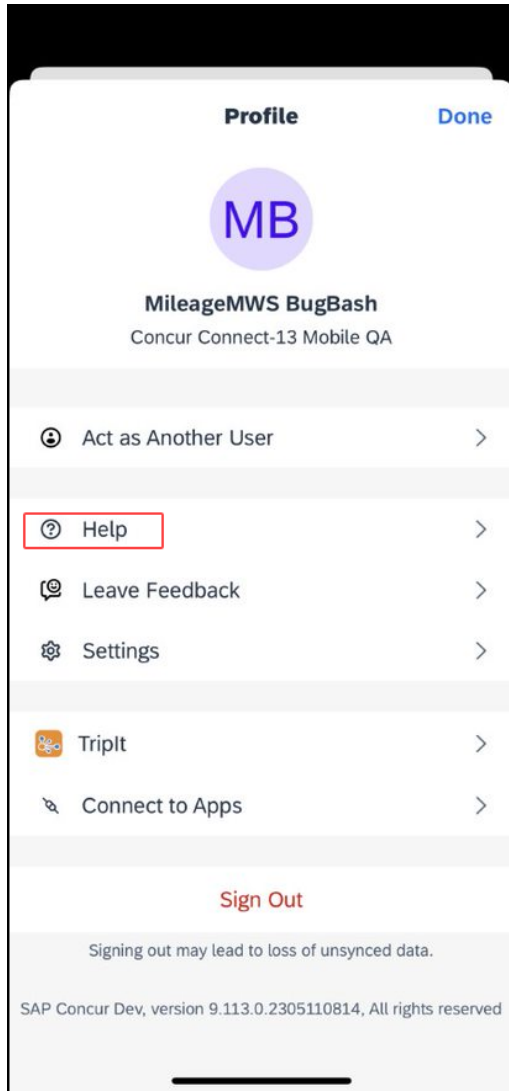 Profile
Done
MB
MileageMWS BugBash
Concur Connect-13 Mobile QA
Act as Another User
Help
Leave Feedback
Settings
TripIt
Connect to Apps
Sign Out
Signing out may lead to loss of unsynced data.
SAP Concur Dev, version 9.113.0.2305110814, All rights reserved